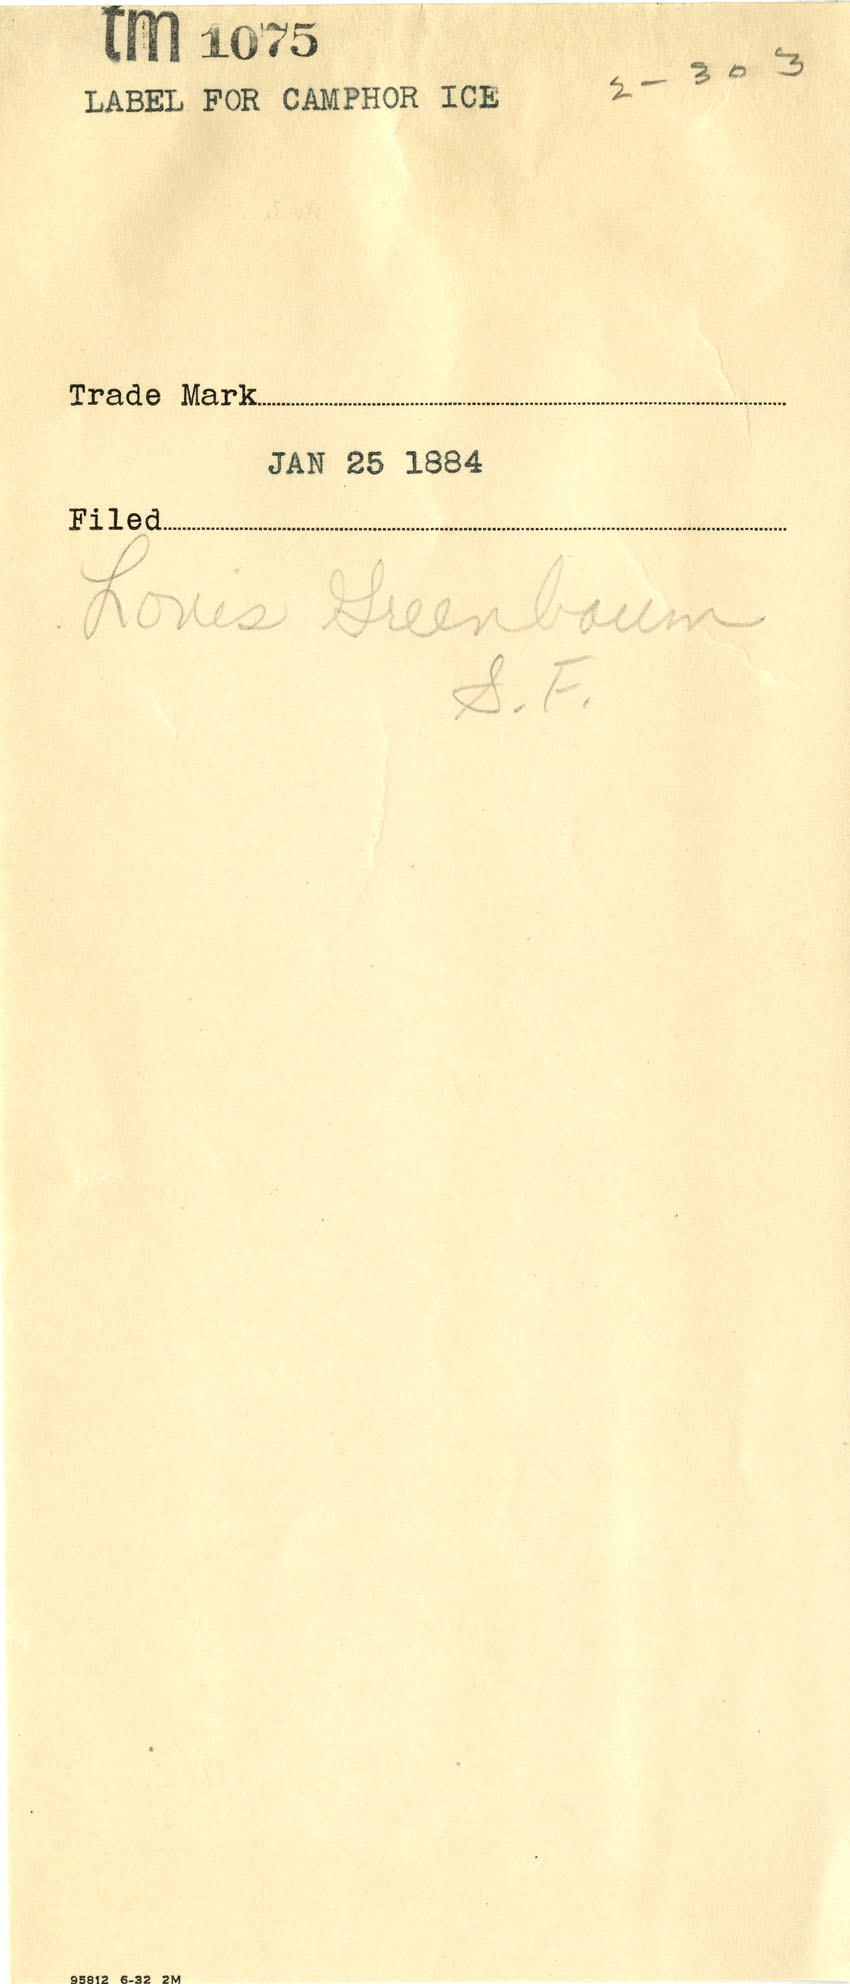 tm 1075
2-303
LABEL FOR CAMPHOR ICE
Trade Mark
JAN 25 1884
Filed
Louis Greenbaum
S. F.
95812 6-32 2M